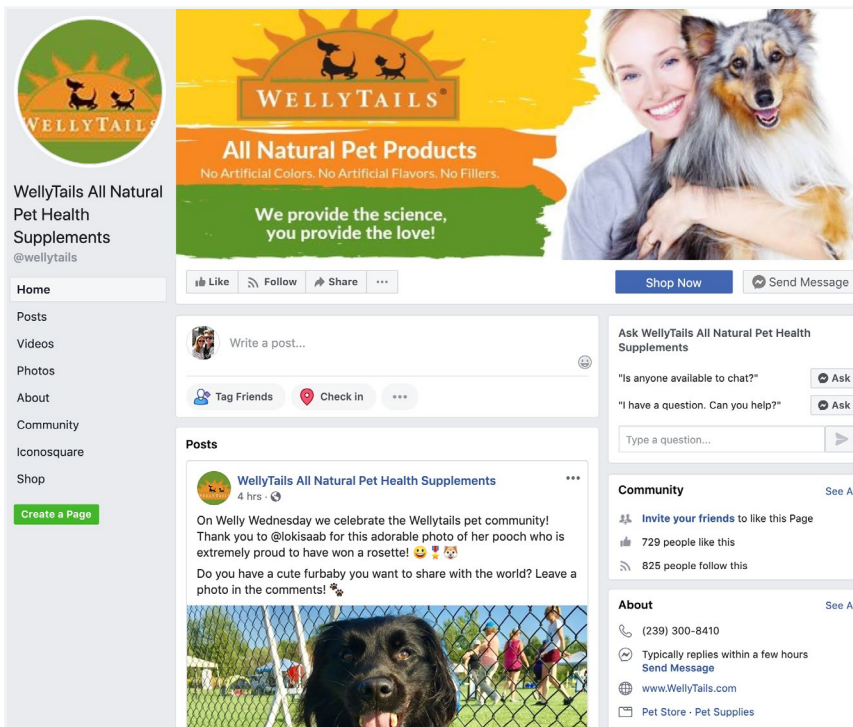 WELLYTAILS
WellyTails All Natural
Pet Health
Supplements
@wellytails
Home
Posts
Videos
Photos
About
Community
Iconosquare
Shop
Create a Page
WELLYTAILS®
All Natural Pet Products
No Artificial Colors. No Artificial Flavors. No Fillers.
We provide the science,
you provide the love!
Like Follow Share ...
Shop Now Send Message
Write a post...
Tag Friends Check in ...
Posts
WellyTails All Natural Pet Health Supplements ...
4 hrs ·
On Welly Wednesday we celebrate the Wellytails pet community!
Thank you to @lokisaab for this adorable photo of her pooch who is
extremely proud to have won a rosette! 😃 🎖 🐶
Do you have a cute furbaby you want to share with the world? Leave a
photo in the comments! 🐾
Ask WellyTails All Natural Pet Health
Supplements
"Is anyone available to chat?" Ask
"I have a question. Can you help?" Ask
Type a question...
Community See A
Invite your friends to like this Page
729 people like this
825 people follow this
About See A
(239) 300-8410
Typically replies within a few hours
Send Message
www.WellyTails.com
Pet Store · Pet Supplies